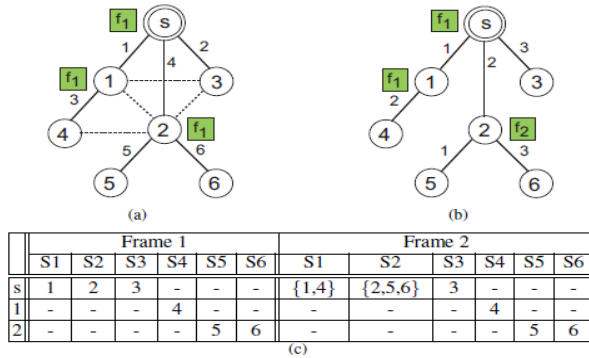 f1 s
1 4 2
f1 1 3
3
4 2 f1
5 6
5 6
(a)
f1 s
1 2 3
f1 1 3
2
4 2 f2
1 3
5 6
(b)
Frame 1 Frame 2
S1 S2 S3 S4 S5 S6 S1 S2 S3 S4 S5 S6
s 1 2 3 - - - {1,4} {2,5,6} 3 - - -
1 - - - 4 - - - - - 4 - -
2 - - - - 5 6 - - - - 5 6
(c)